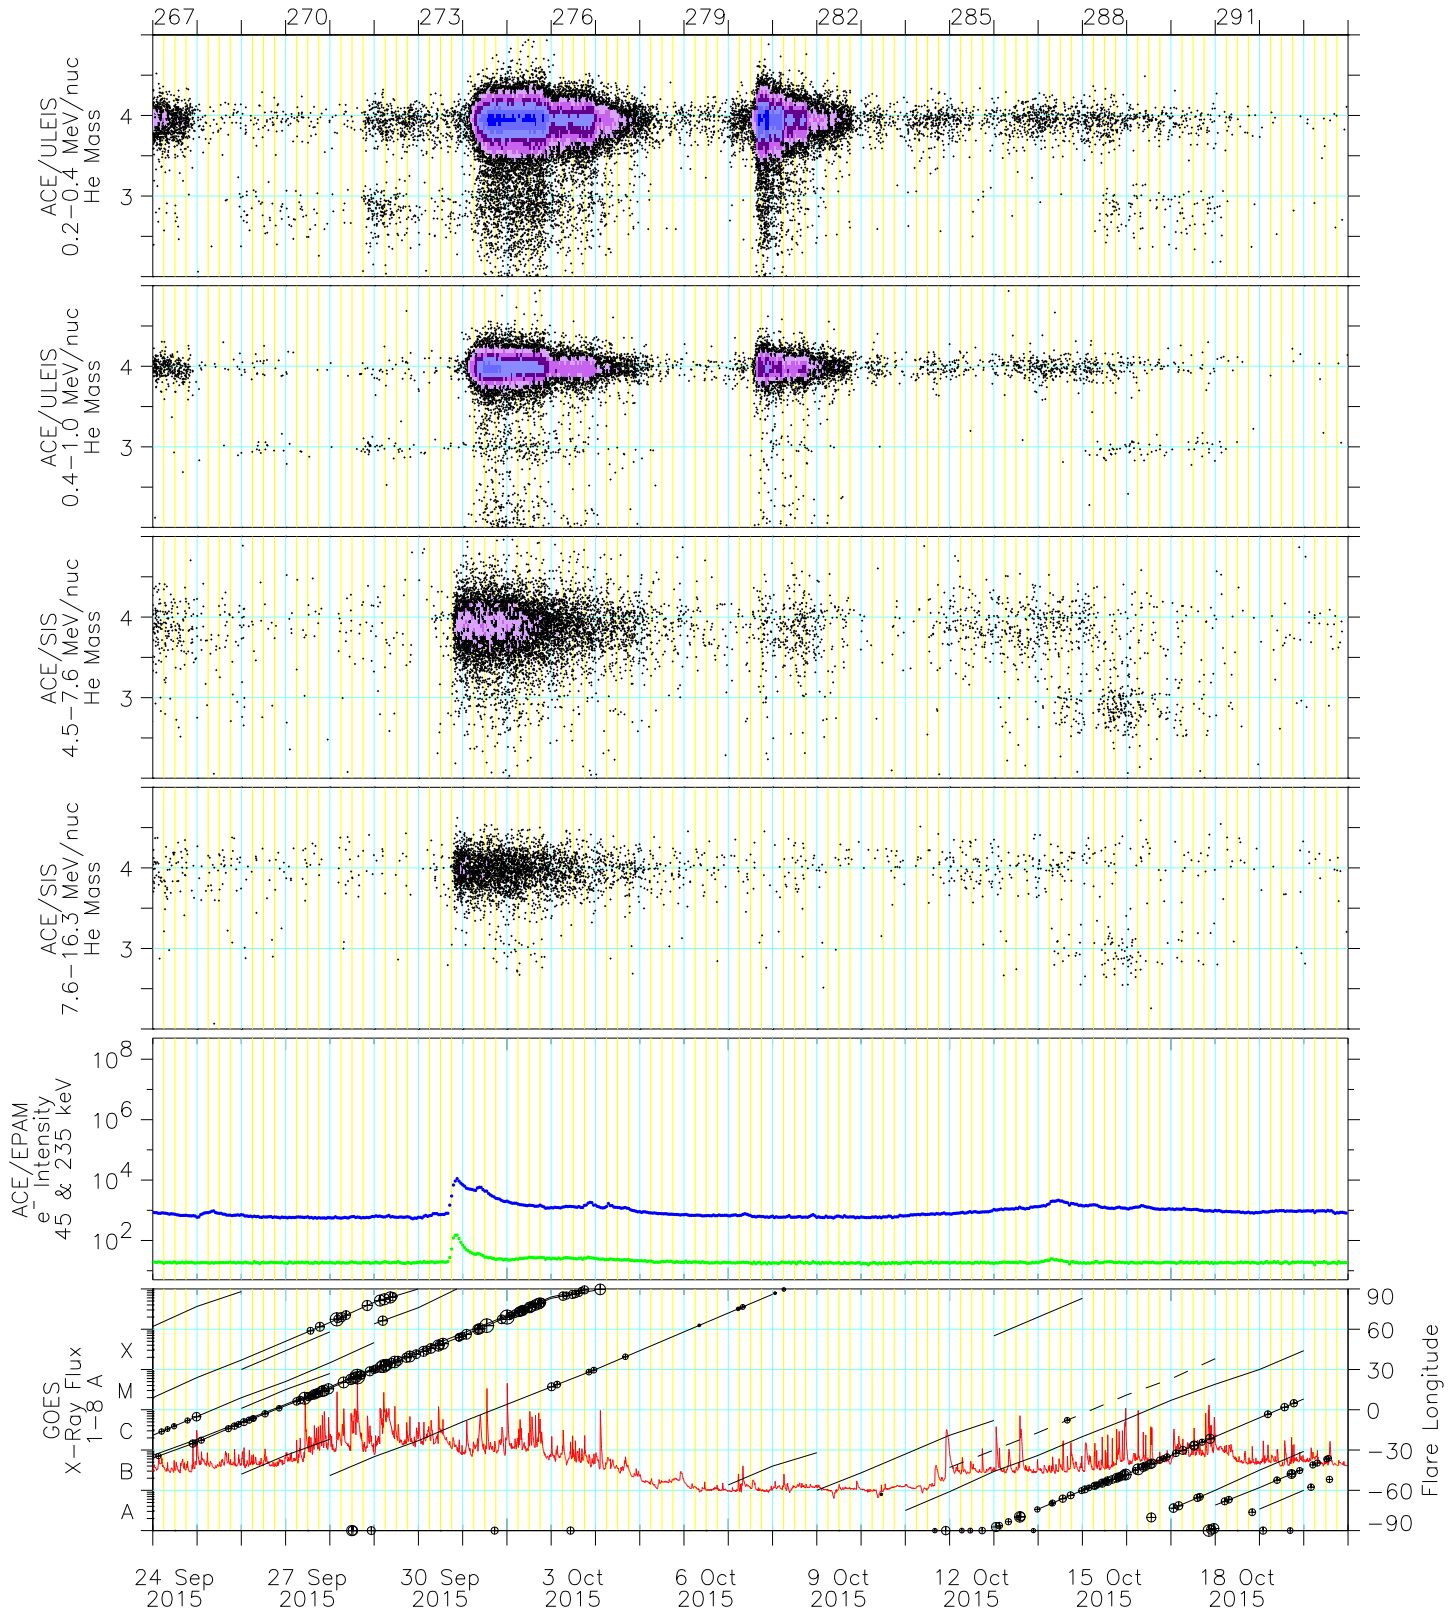 267 270 273 276 279 282 285 288 291
ACE/ULEIS
0.2–0.4 MeV/nuc
He Mass
4
3
ACE/ULEIS
0.4–1.0 MeV/nuc
He Mass
4
3
ACE/SIS
4.5–7.6 MeV/nuc
He Mass
4
3
ACE/SIS
7.6–16.3 MeV/nuc
He Mass
4
3
ACE/EPAM
e⁻ Intensity
45 & 235 keV
10⁸
10⁶
10⁴
10²
GOES
X–Ray Flux
1–8 A
X
M
C
B
A
90
60
30
0
−30
−60
−90
Flare Longitude
24 Sep 27 Sep 30 Sep 3 Oct 6 Oct 9 Oct 12 Oct 15 Oct 18 Oct
2015 2015 2015 2015 2015 2015 2015 2015 2015